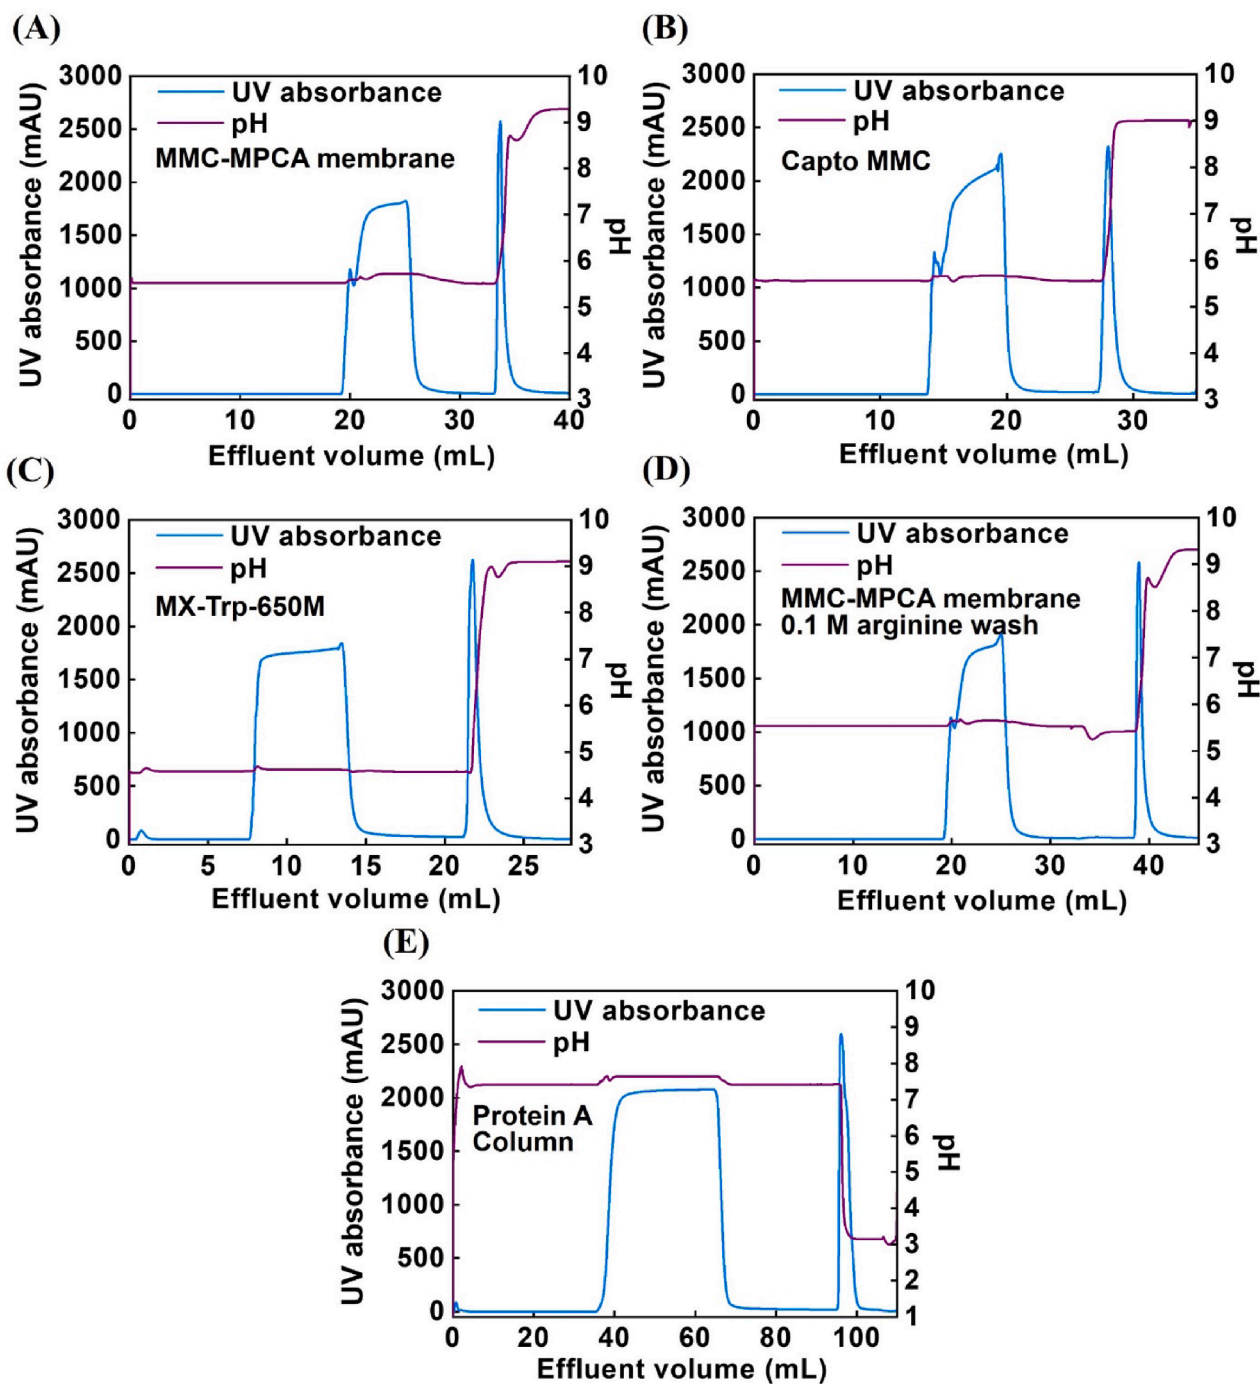 (A)
3000
2500
2000
1500
1000
500
0
UV absorbance (mAU)
UV absorbance
pH
MMC-MPCA membrane
10
9
8
7
6
5
4
3
pH
0 10 20 30 40
Effluent volume (mL)
(B)
3000
2500
2000
1500
1000
500
0
UV absorbance (mAU)
UV absorbance
pH
Capto MMC
10
9
8
7
6
5
4
3
pH
0 10 20 30
Effluent volume (mL)
(C)
3000
2500
2000
1500
1000
500
0
UV absorbance (mAU)
UV absorbance
pH
MX-Trp-650M
10
9
8
7
6
5
4
3
pH
0 5 10 15 20 25
Effluent volume (mL)
(D)
3000
2500
2000
1500
1000
500
0
UV absorbance (mAU)
UV absorbance
pH
MMC-MPCA membrane
0.1 M arginine wash
10
9
8
7
6
5
4
3
pH
0 10 20 30 40
Effluent volume (mL)
(E)
3000
2500
2000
1500
1000
500
0
UV absorbance (mAU)
UV absorbance
pH
Protein A
Column
10
9
8
7
6
5
4
3
2
1
pH
0 20 40 60 80 100
Effluent volume (mL)